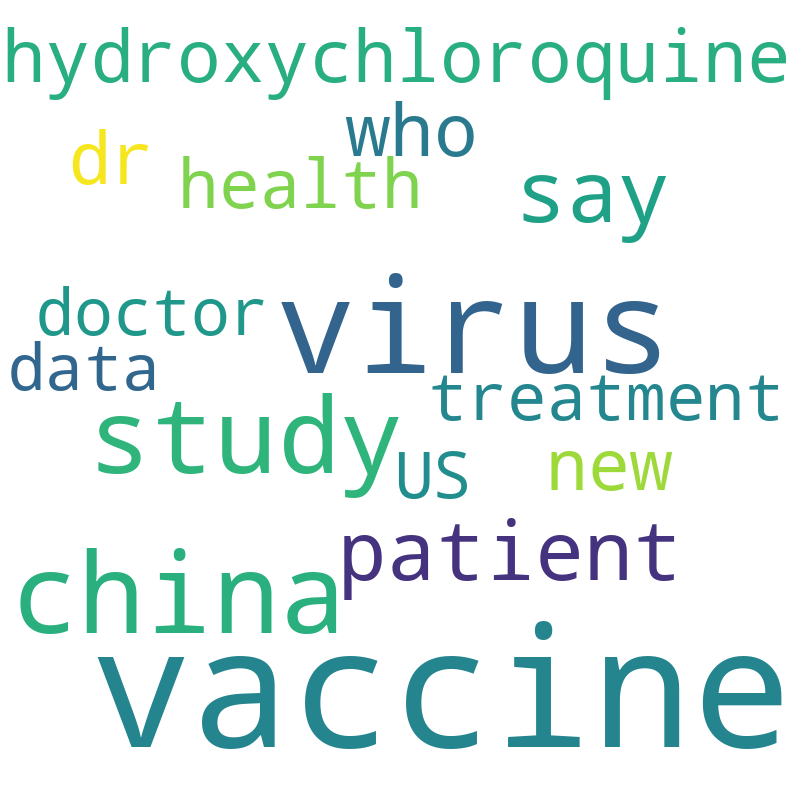 hydroxychloroquine
who
dr
health
say
doctor
virus
data
treatment
study
US
new
patient
china
vaccine